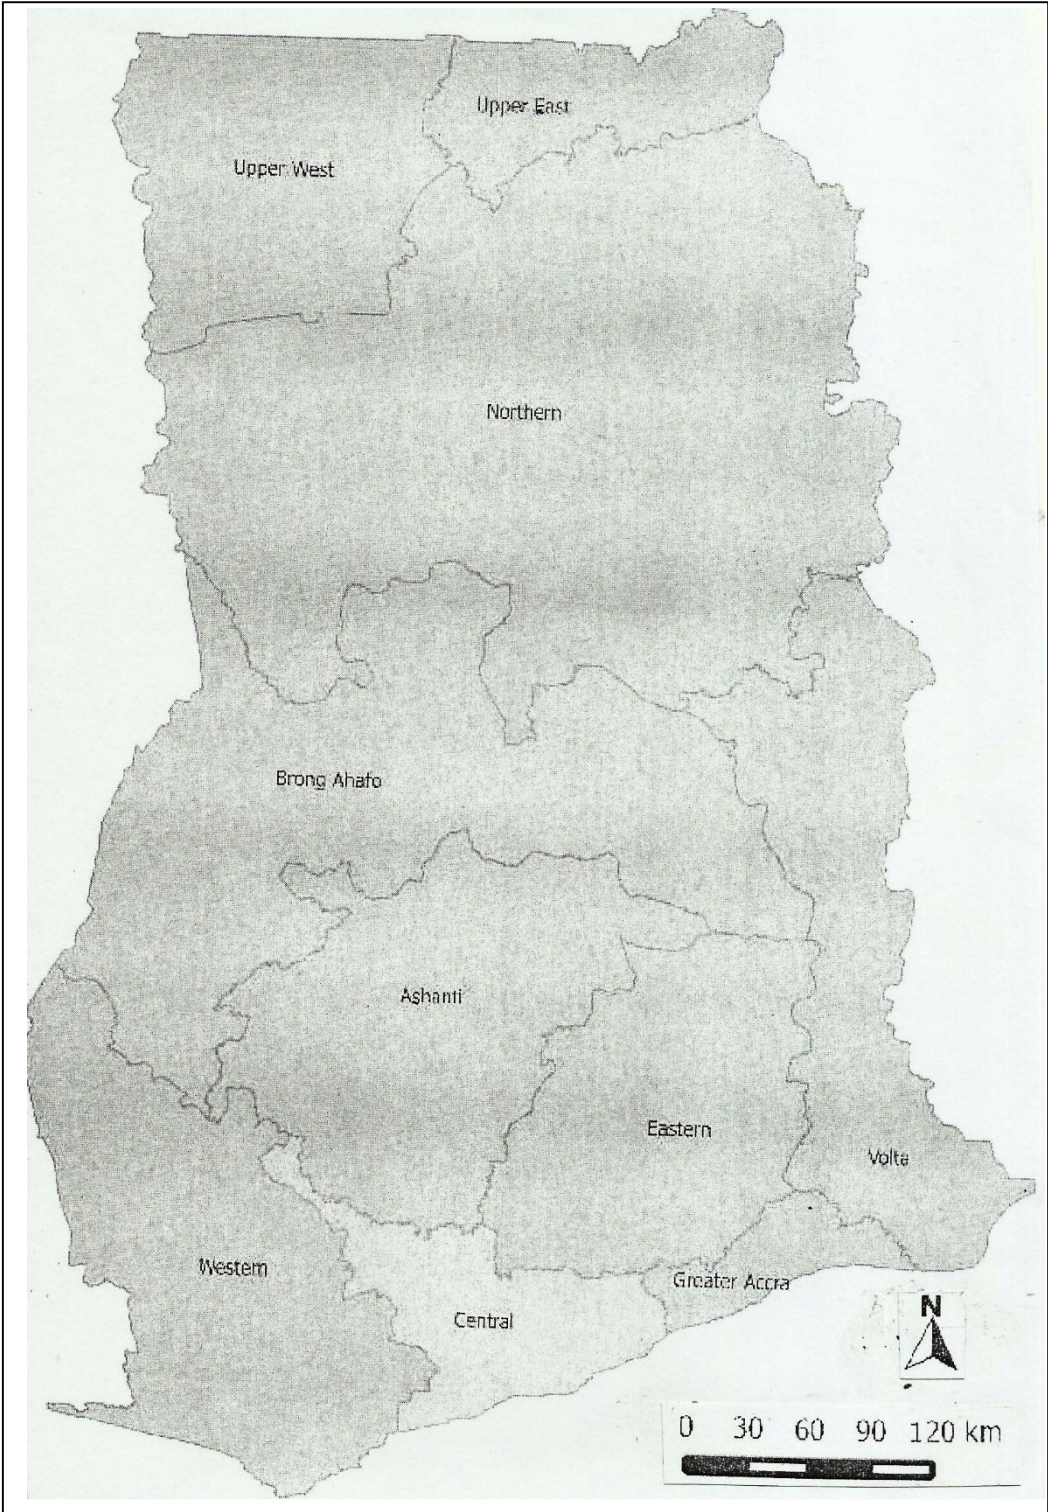 Upper East
Upper West
Northern
Brong Ahafo
Ashanti
Eastern
Volta
Western
Greater Accra
Central
N
0 30 60 90 120 km